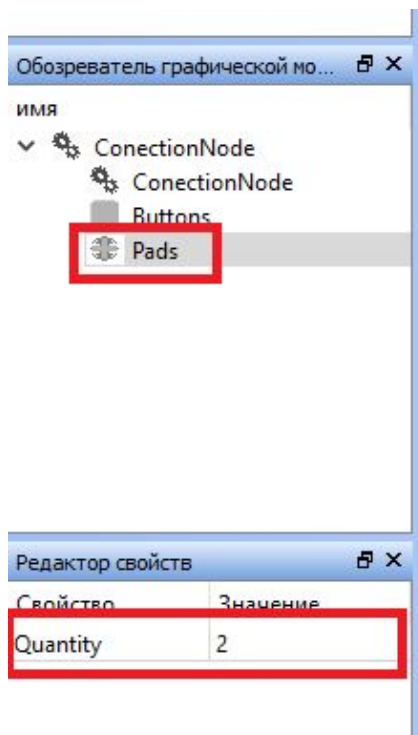 Обозреватель графической мо...
имя
ConectionNode
ConectionNode
Buttons
Pads
Редактор свойств
Свойство Значение
Quantity 2